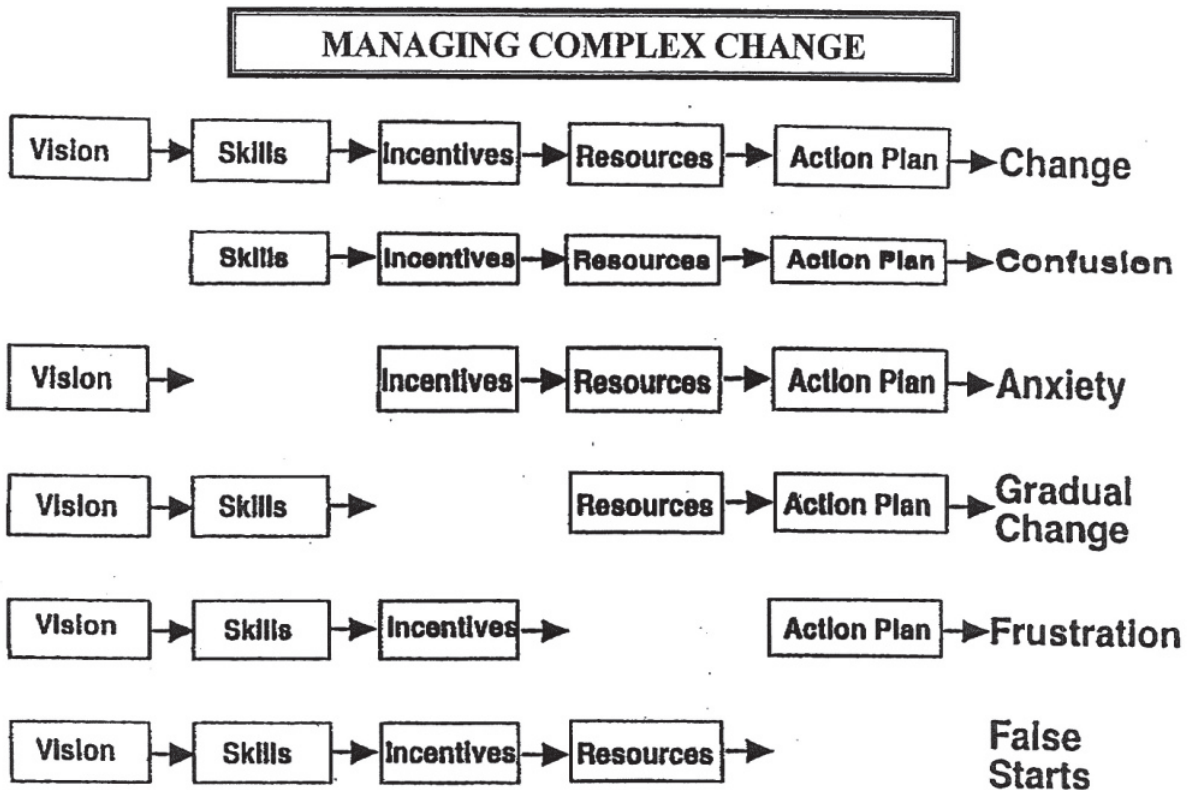 MANAGING COMPLEX CHANGE
Vision Skills Incentives Resources Action Plan Change
Skills Incentives Resources Action Plan Confusion
Vision Incentives Resources Action Plan Anxiety
Vision Skills Resources Action Plan Gradual
Change
Vision Skills Incentives Action Plan Frustration
Vision Skills Incentives Resources False
Starts